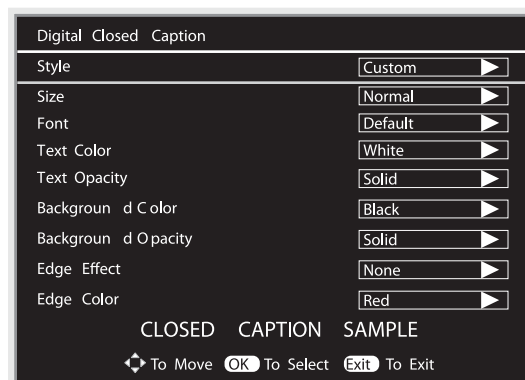 Digital Closed Caption
Style Custom
Size Normal
Font Default
Text Color White
Text Opacity Solid
Backgroun d C olor Black
Backgroun d O pacity Solid
Edge Effect None
Edge Color Red
CLOSED CAPTION SAMPLE
To Move OK To Select Exit To Exit